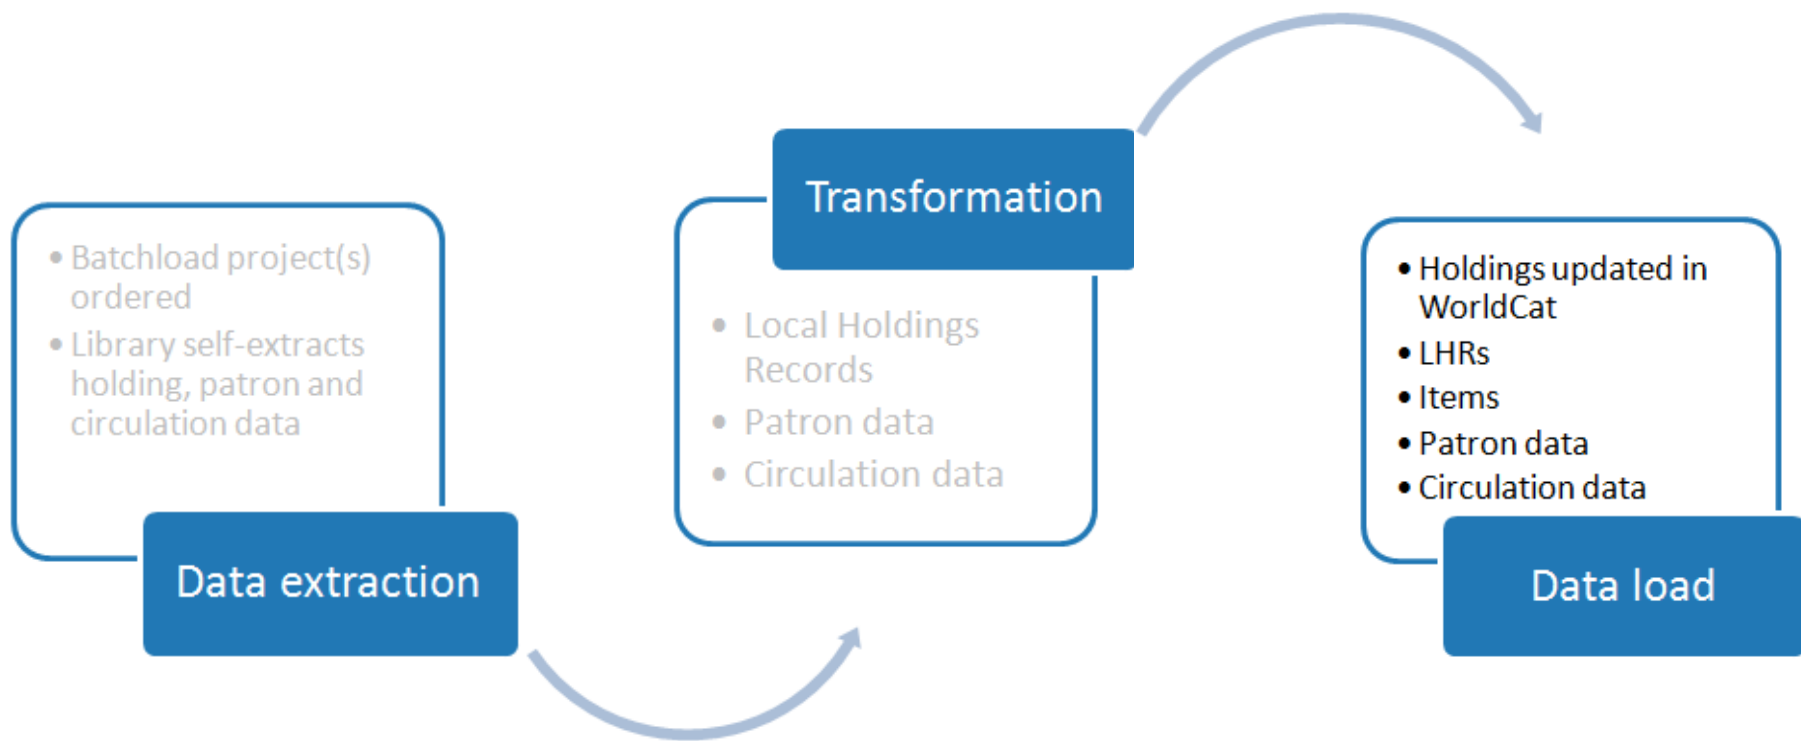 • Batchload project(s)
ordered
• Library self-extracts
holding, patron and
circulation data
Data extraction
Transformation
• Local Holdings
Records
• Patron data
• Circulation data
• Holdings updated in
WorldCat
• LHRs
• Items
• Patron data
• Circulation data
Data load